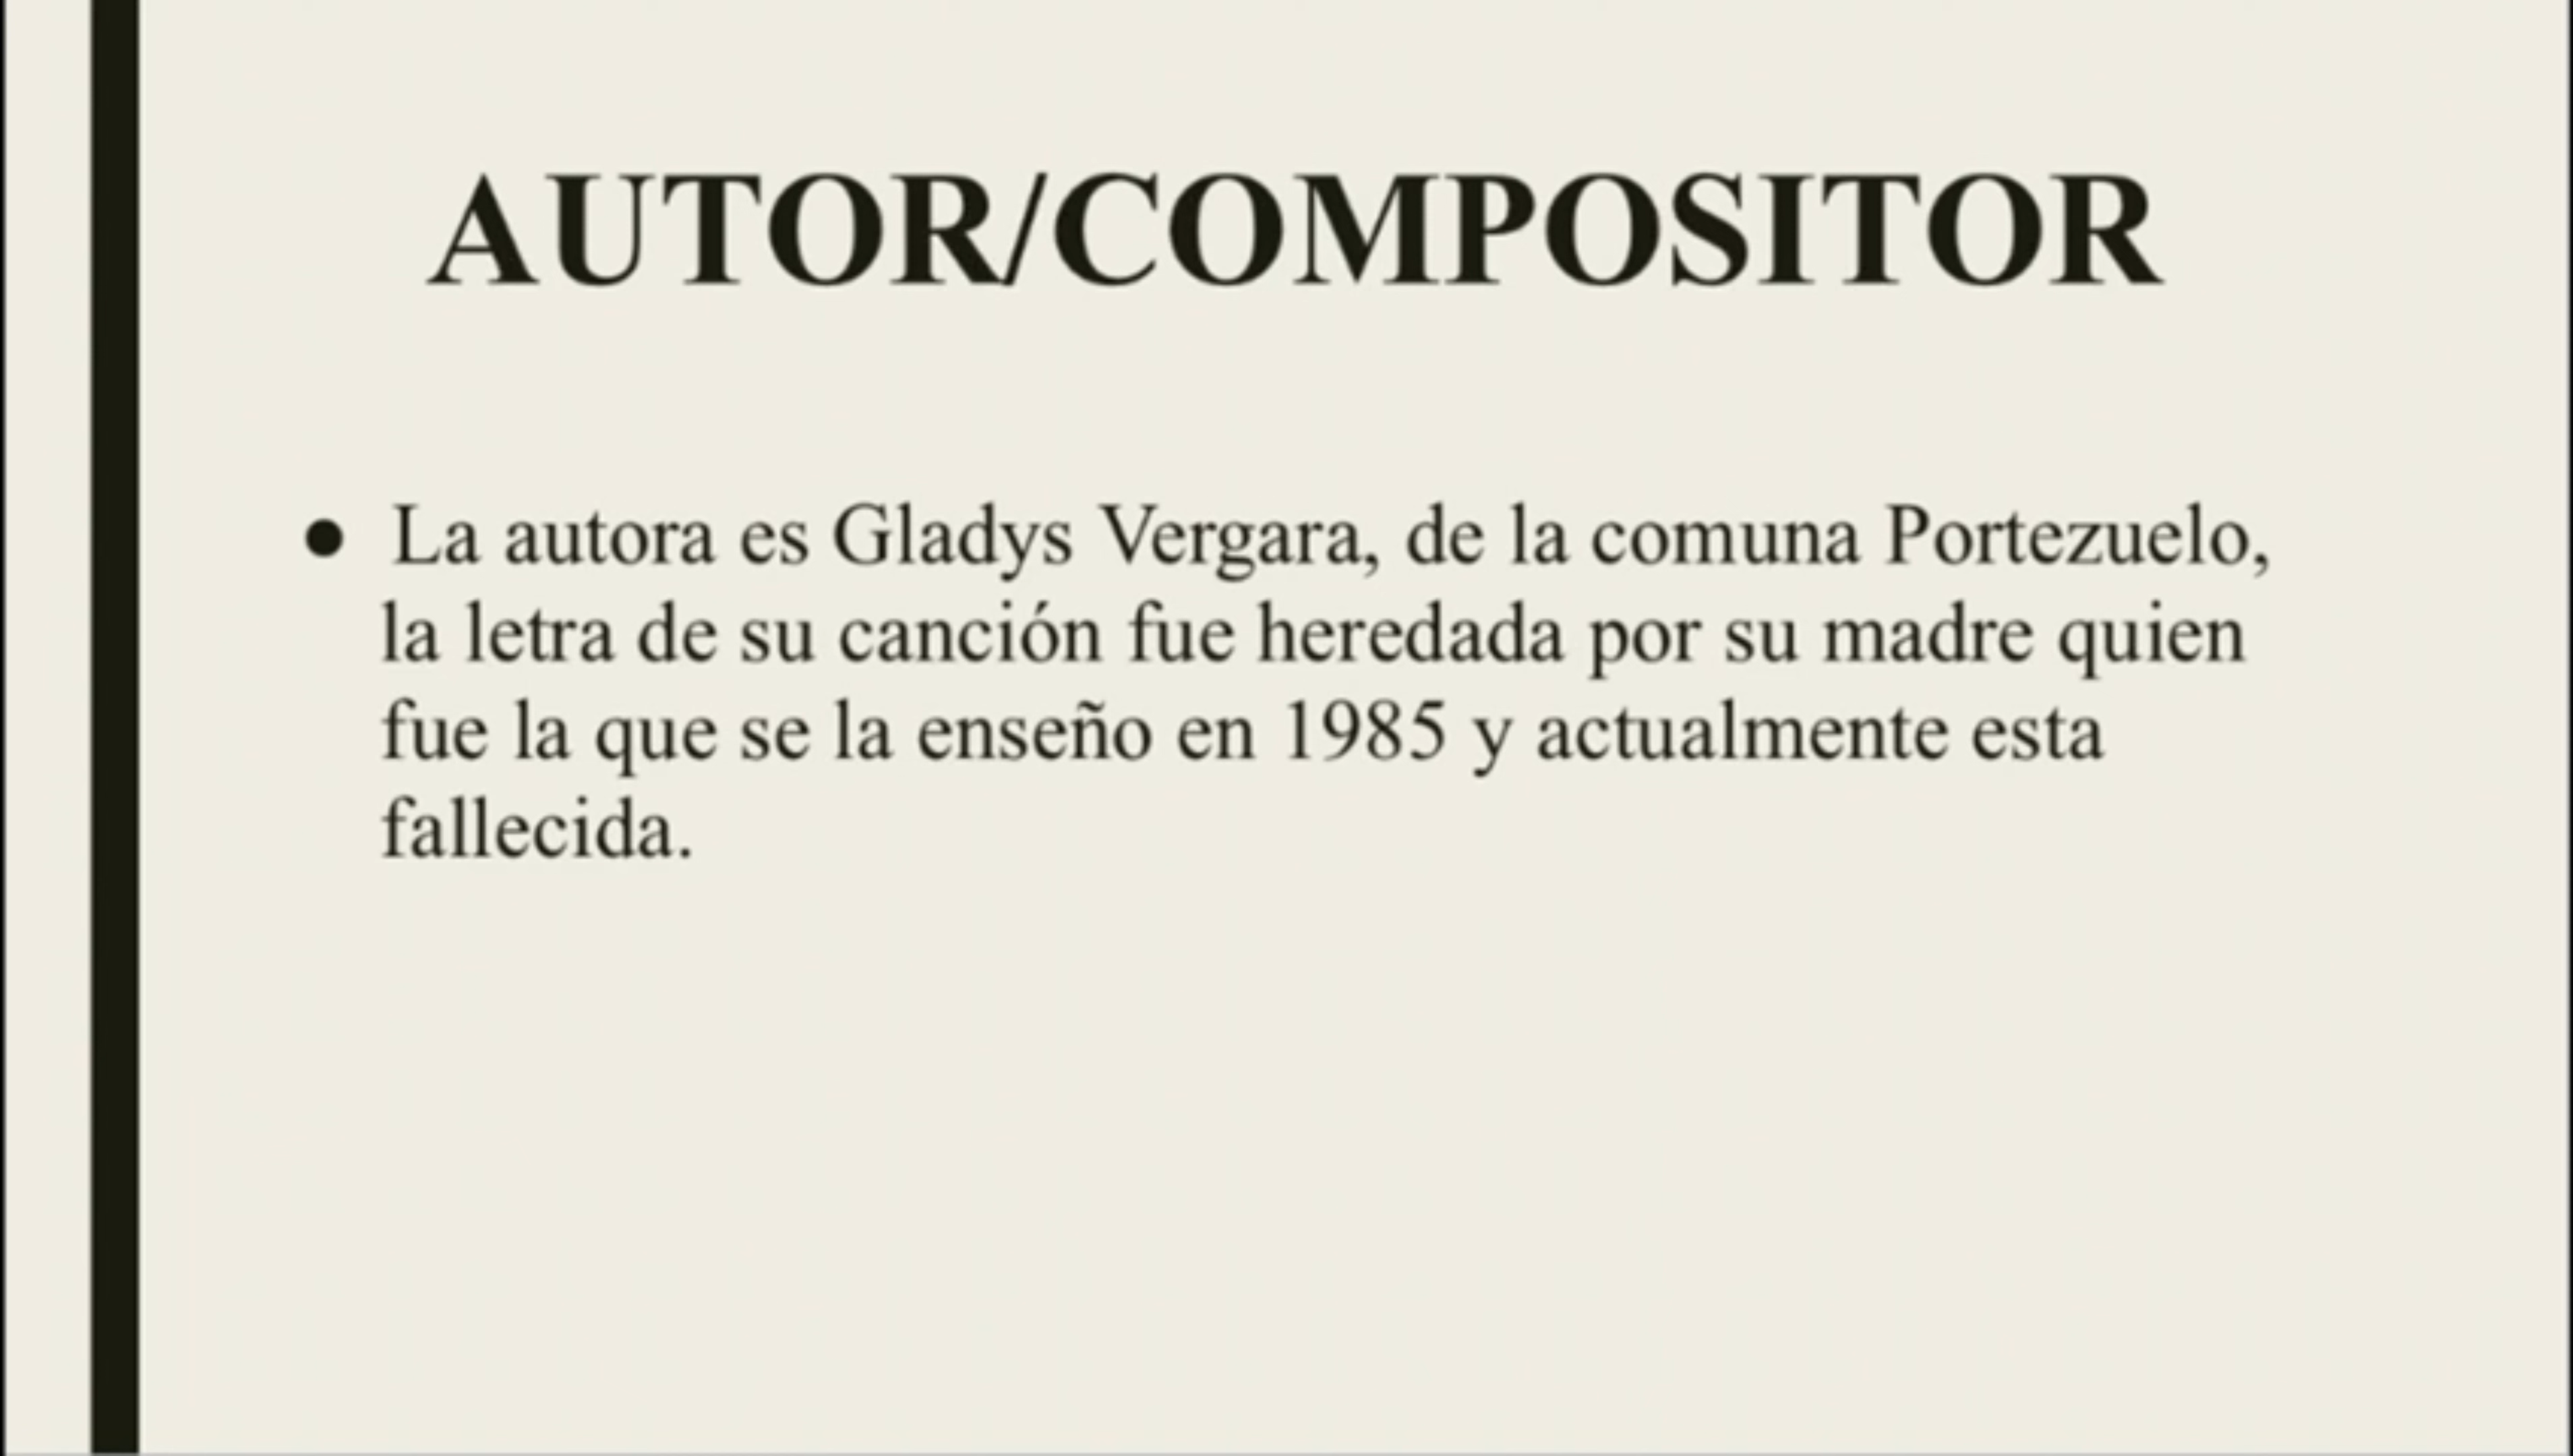 AUTOR/COMPOSITOR
● La autora es Gladys Vergara, de la comuna Portezuelo,
la letra de su canción fue heredada por su madre quien
fue la que se la enseño en 1985 y actualmente esta
fallecida.